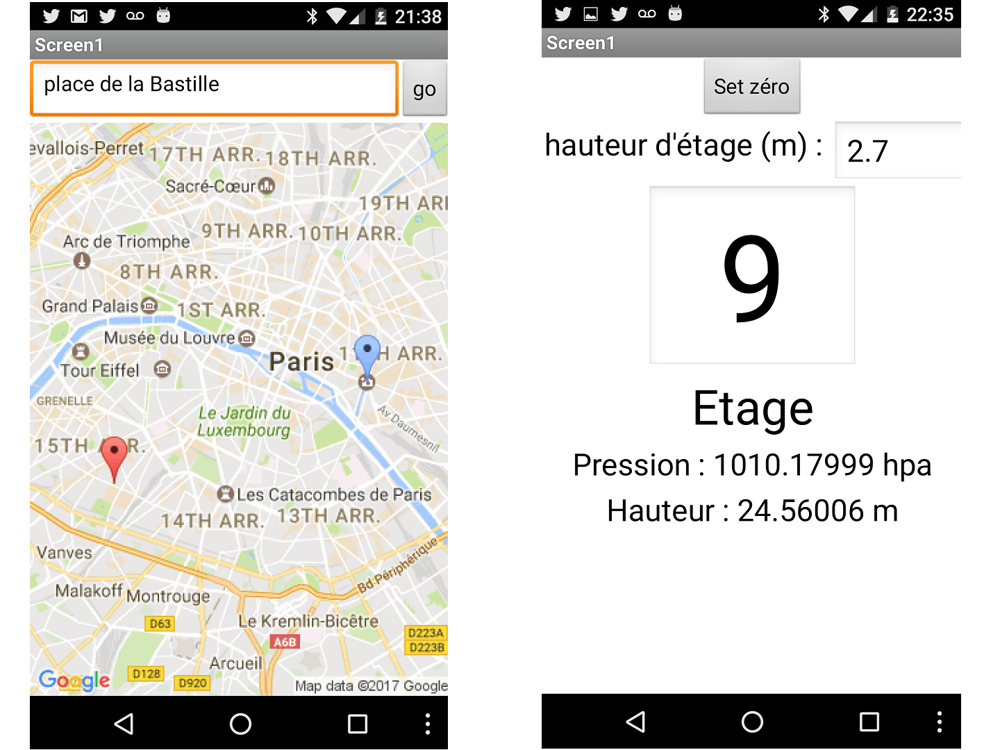 21:38
Screen1
place de la Bastille
go
evallois-Perret
17TH ARR.
18TH ARR.
Sacré-Cœur
19TH ARI
9TH ARR.
10TH ARR.
Arc de Triomphe
8TH ARR.
Grand Palais
1ST ARR.
Musée du Louvre
Paris
11TH ARR.
Tour Eiffel
GRENELLE
Le Jardin du
Luxembourg
Av Daumesnil
15TH ARR.
Les Catacombes de Paris
14TH ARR.
13TH ARR.
Vanves
Bd Périphérique
Malakoff
Montrouge
Le Kremlin-Bicêtre
D63
A6B
D223A
D223B
Arcueil
D128
D920
Google
Map data ©2017 Google
22:35
Screen1
Set zéro
hauteur d'étage (m) :
2.7
9
Etage
Pression : 1010.17999 hpa
Hauteur : 24.56006 m